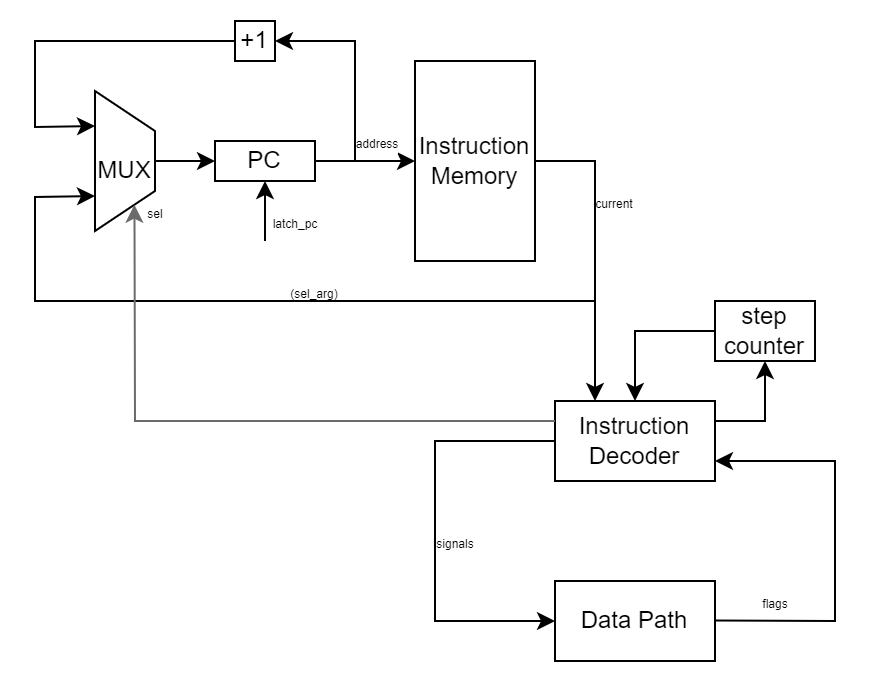 +1
address
MUX
PC
Instruction
Memory
sel
latch_pc
current
(sel_arg)
step
counter
Instruction
Decoder
signals
Data Path
flags